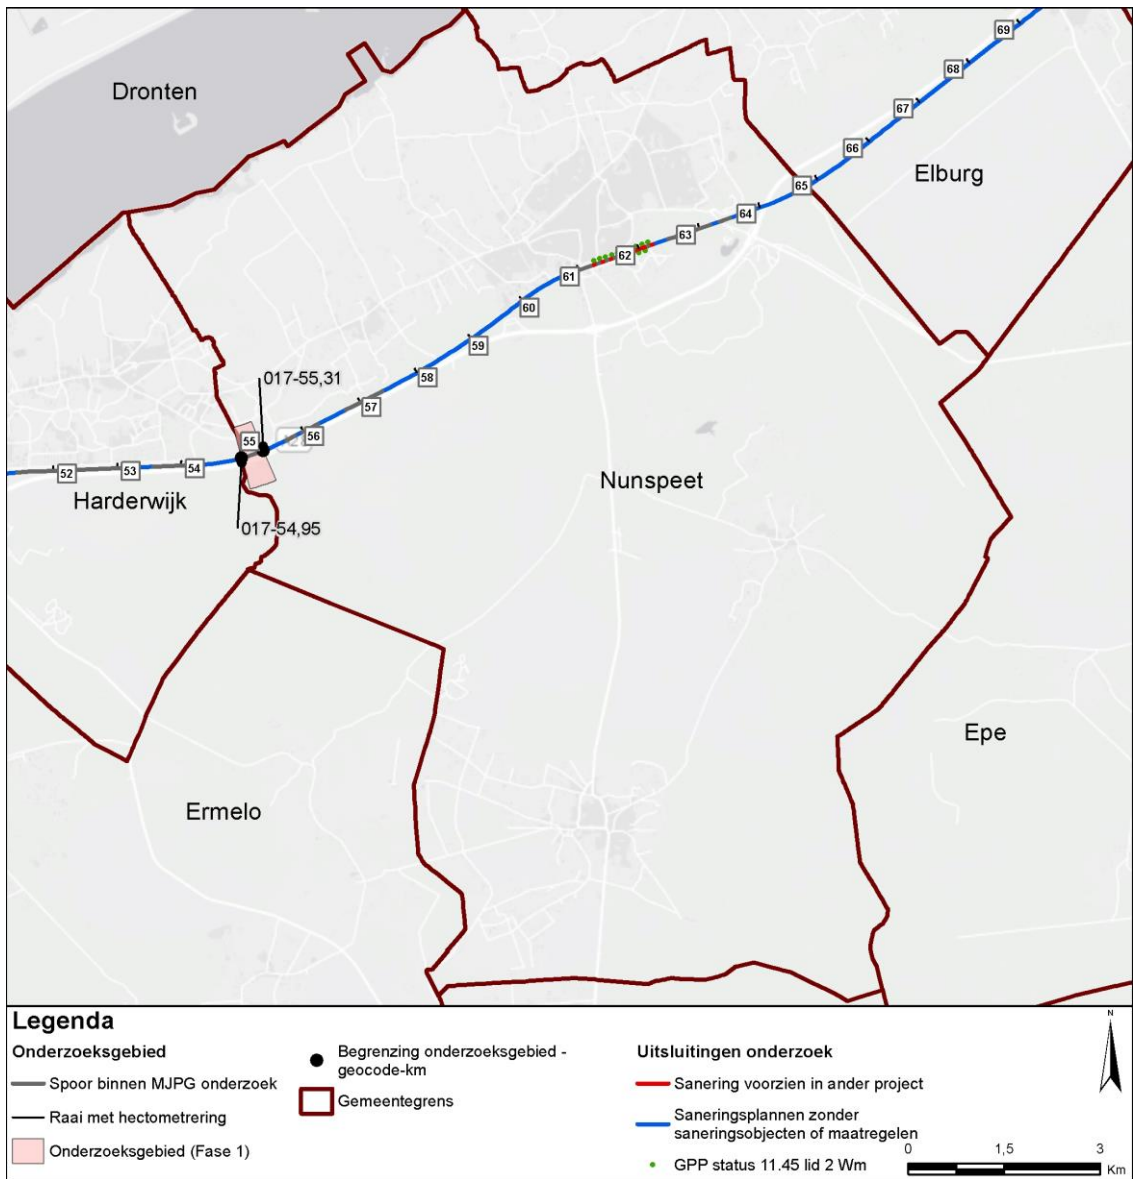 Dronten
69
68
67
66
Elburg
65
64
63
62
61
60
59
58
017-55,31
57
56
55
54
53
52
Harderwijk
Nunspeet
017-54,95
Epe
Ermelo
Legenda
Onderzoeksgebied
Spoor binnen MJPG onderzoek
Raai met hectometrering
Onderzoeksgebied (Fase 1)
Begrenzing onderzoeksgebied -
geocode-km
Gemeentegrens
Uitsluitingen onderzoek
Sanering voorzien in ander project
Saneringsplannen zonder
saneringsobjecten of maatregelen
GPP status 11.45 lid 2 Wm
N
0 1,5 3
Km